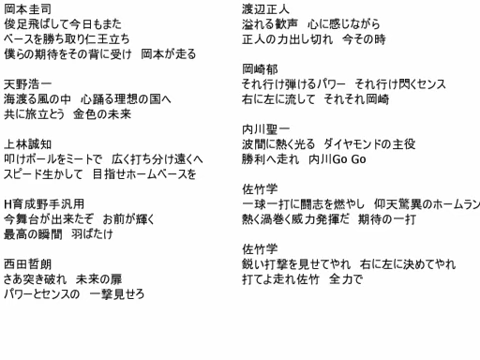 岡本圭司
俊足飛ばして今日もまた
ベースを勝ち取り仁王立ち
僕らの期待をその背に受け　岡本が走る
天野浩一
海渡る風の中　心踊る理想の国へ
共に旅立とう　金色の未来
上林誠知
叩けボールをミートで　広く打ち分け遠くへ
スピード生かして　目指せホームベースを
H育成野手汎用
今舞台が出来たぞ　お前が輝く
最高の瞬間　羽ばたけ
西田哲朗
さあ突き破れ　未来の扉
パワーとセンスの　一撃見せろ
渡辺正人
溢れる歓声　心に感じながら
正人の力出し切れ　今その時
岡崎郁
それ行け弾けるパワー　それ行け閃くセンス
右に左に流して　それそれ岡崎
内川聖一
波間に熱く光る　ダイヤモンドの主役
勝利へ走れ　内川Go Go
佐竹学
一球一打に闘志を燃やし　仰天驚異のホームラン
熱く渦巻く威力発揮だ　期待の一打
佐竹学
鋭い打撃を見せてやれ　右に左に決めてやれ
打てよ走れ佐竹　全力で